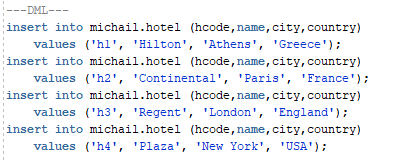 ---DML---
insert into michail.hotel (hcode,name,city,country)
values ('h1', 'Hilton', 'Athens', 'Greece');
insert into michail.hotel (hcode,name,city,country)
values ('h2', 'Continental', 'Paris', 'France');
insert into michail.hotel (hcode,name,city,country)
values ('h3', 'Regent', 'London', 'England');
insert into michail.hotel (hcode,name,city,country)
values ('h4', 'Plaza', 'New York', 'USA');